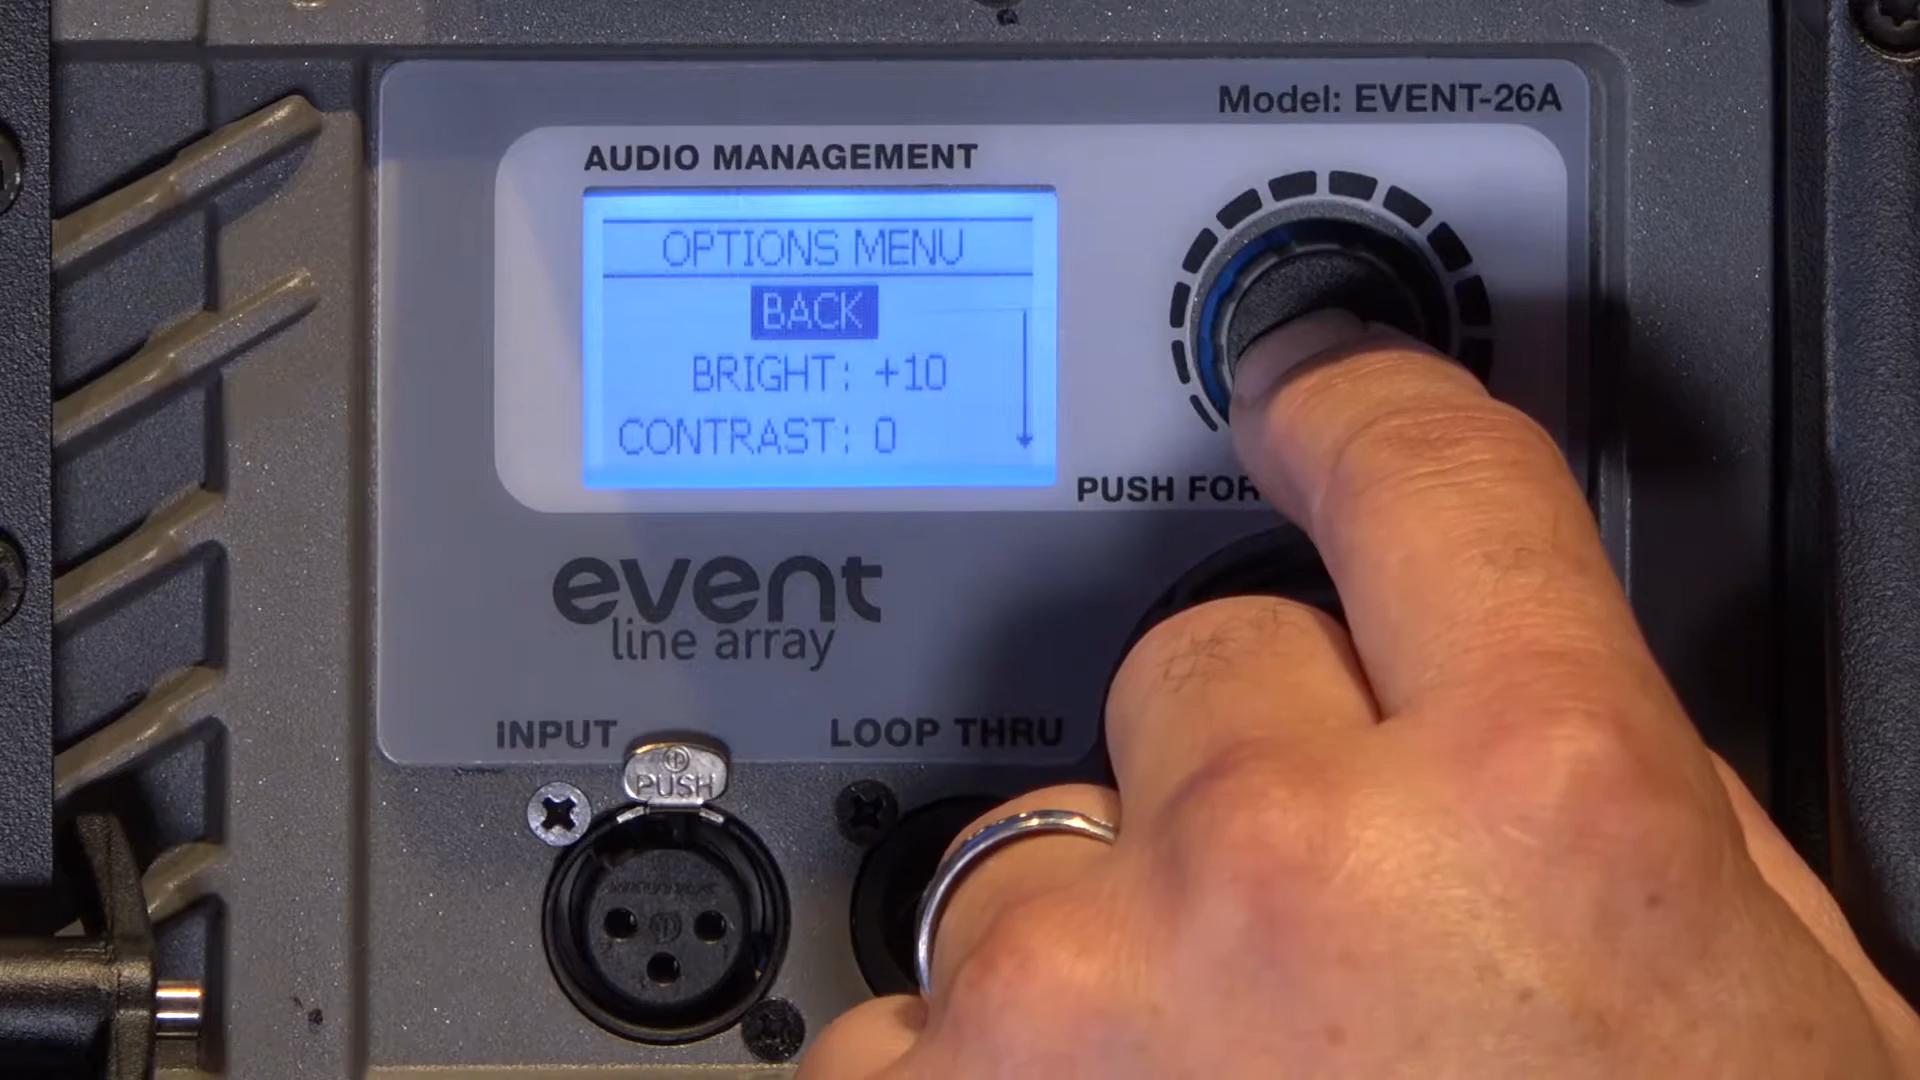 Model: EVENT-26A
AUDIO MANAGEMENT
OPTIONS MENU
BACK
BRIGHT: +10
CONTRAST: 0
PUSH FOR
event
line array
INPUT
LOOP THRU
PUSH